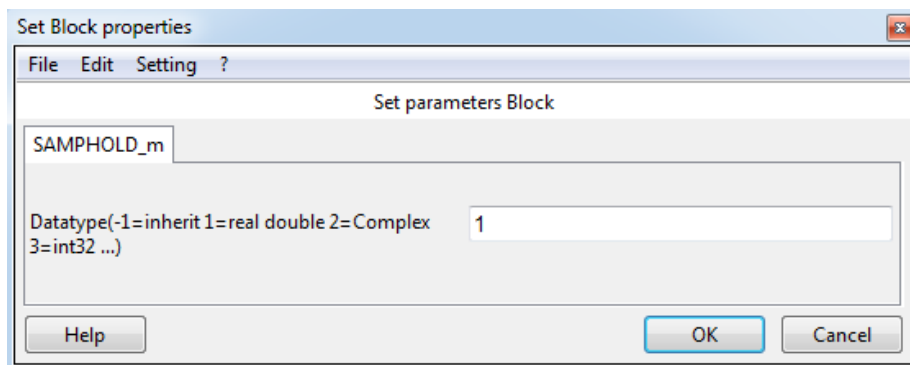 Set Block properties
File Edit Setting ?
Set parameters Block
SAMPHOLD_m
Datatype(-1=inherit 1=real double 2=Complex
3=int32 ...)
1
Help
OK
Cancel